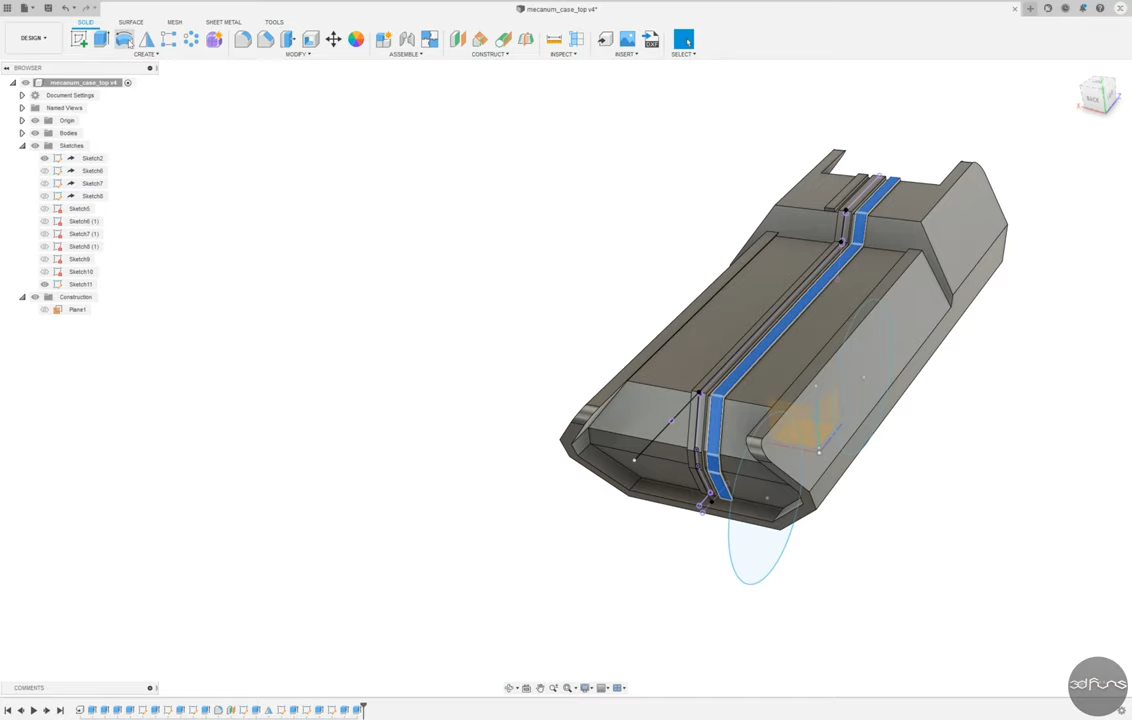 mecanum_case_top v4*
DESIGN
SOLID
SURFACE
MESH
SHEET METAL
TOOLS
CREATE
MODIFY
ASSEMBLE
CONSTRUCT
INSPECT
INSERT
SELECT
DXF
BROWSER
mecanum_case_top v4
Document Settings
Named Views
Origin
Bodies
Sketches
Sketch2
Sketch6
Sketch7
Sketch8
Sketch5
Sketch6 (1)
Sketch7 (1)
Sketch8 (1)
Sketch9
Sketch10
Sketch11
Construction
Plane1
BACK
COMMENTS
3dfuns